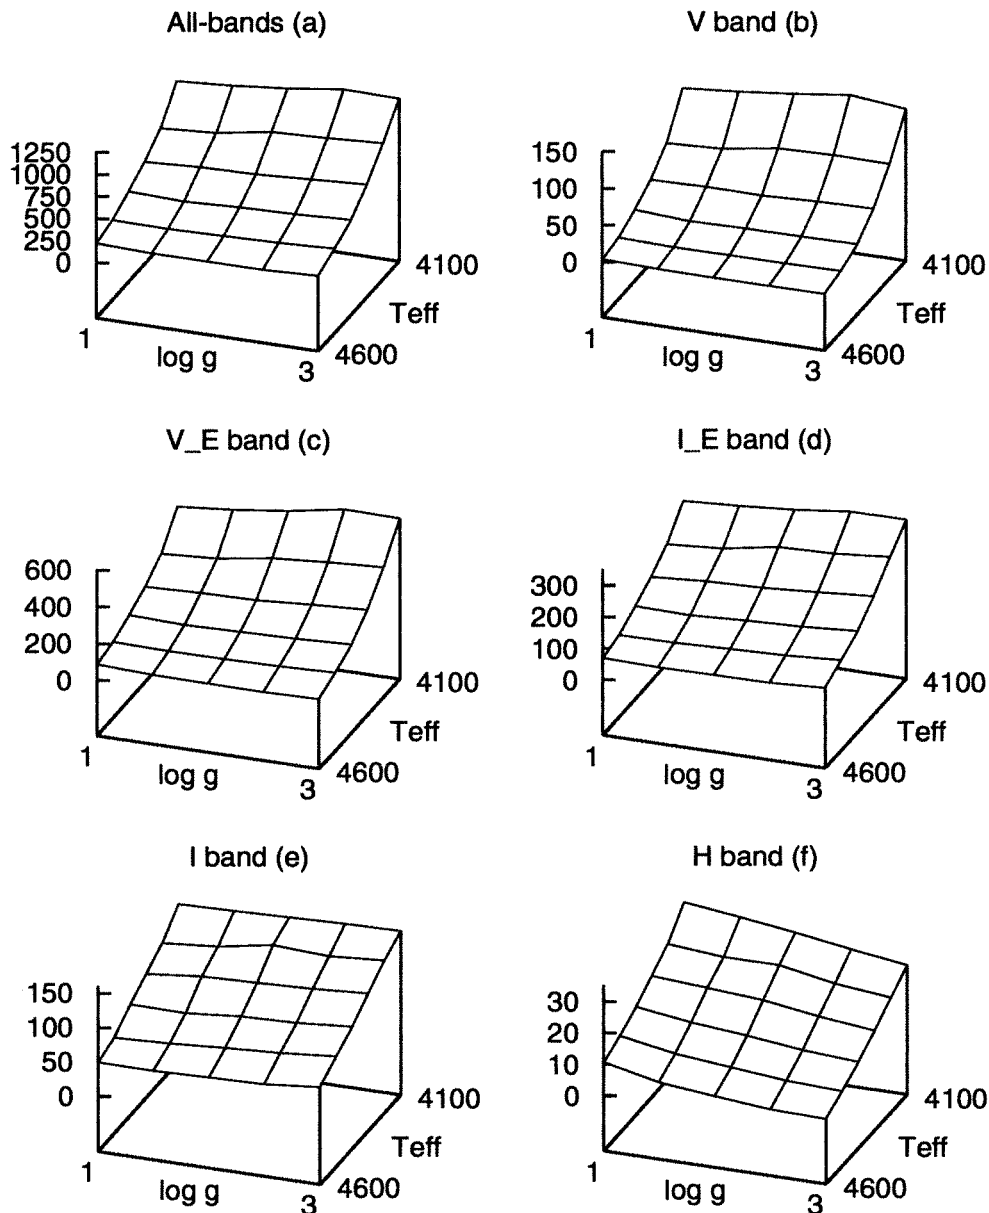 All-bands (a)
1250
1000
750
500
250
0
1
log g
3
4600
Teff
4100
V band (b)
150
100
50
0
1
log g
3
4600
Teff
4100
V_E band (c)
600
400
200
0
1
log g
3
4600
Teff
4100
I_E band (d)
300
200
100
0
1
log g
3
4600
Teff
4100
I band (e)
150
100
50
0
1
log g
3
4600
Teff
4100
H band (f)
30
20
10
0
1
log g
3
4600
Teff
4100